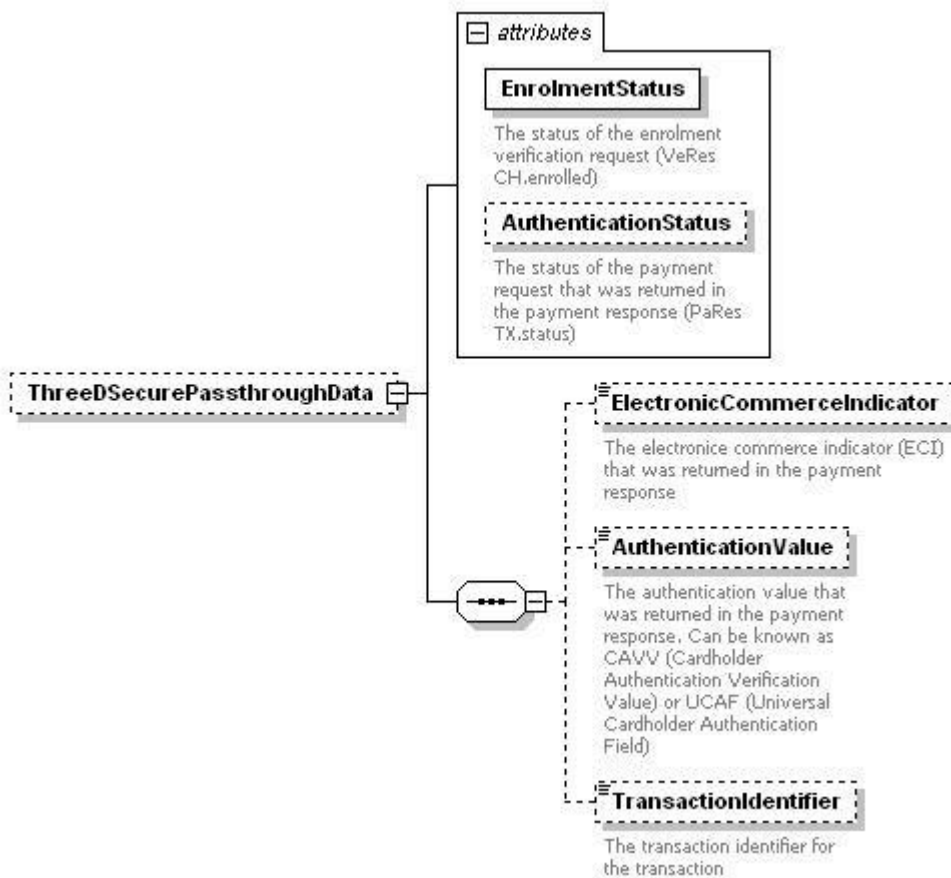 attributes
EnrolmentStatus
The status of the enrolment
verification request (VeRes
CH.enrolled)
AuthenticationStatus
The status of the payment
request that was returned in
the payment response (PaRes
TX.status)
ThreeDSecurePassthroughData
ElectronicCommerceIndicator
The electronice commerce indicator (ECI)
that was returned in the payment
response
AuthenticationValue
The authentication value that
was returned in the payment
response. Can be known as
CAVV (Cardholder
Authentication Verification
Value) or UCAF (Universal
Cardholder Authentication
Field)
TransactionIdentifier
The transaction identifier for
the transaction